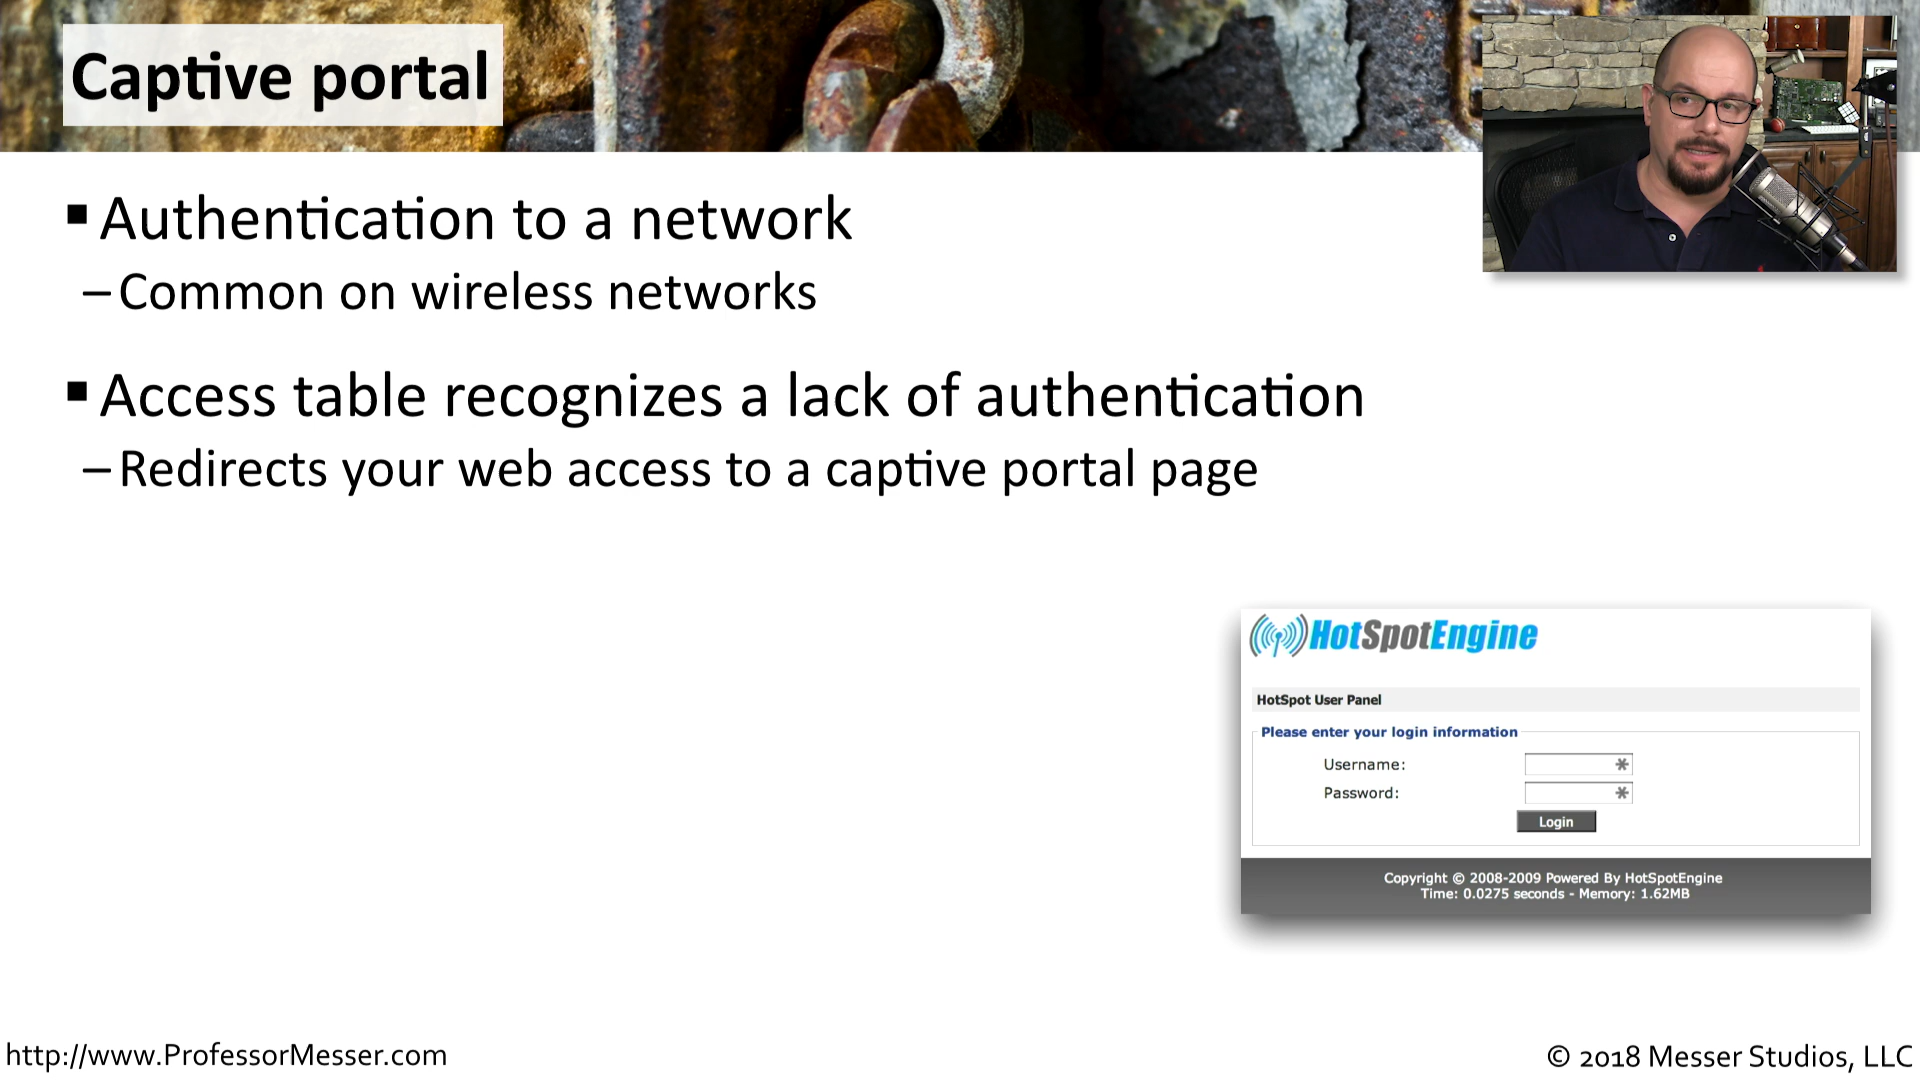 Captive portal
▪ Authentication to a network
– Common on wireless networks
▪ Access table recognizes a lack of authentication
– Redirects your web access to a captive portal page
HotSpotEngine
HotSpot User Panel
Please enter your login information
Username: *
Password: *
Login
Copyright © 2008-2009 Powered By HotSpotEngine
Time: 0.0275 seconds - Memory: 1.62MB
http://www.ProfessorMesser.com
© 2018 Messer Studios, LLC